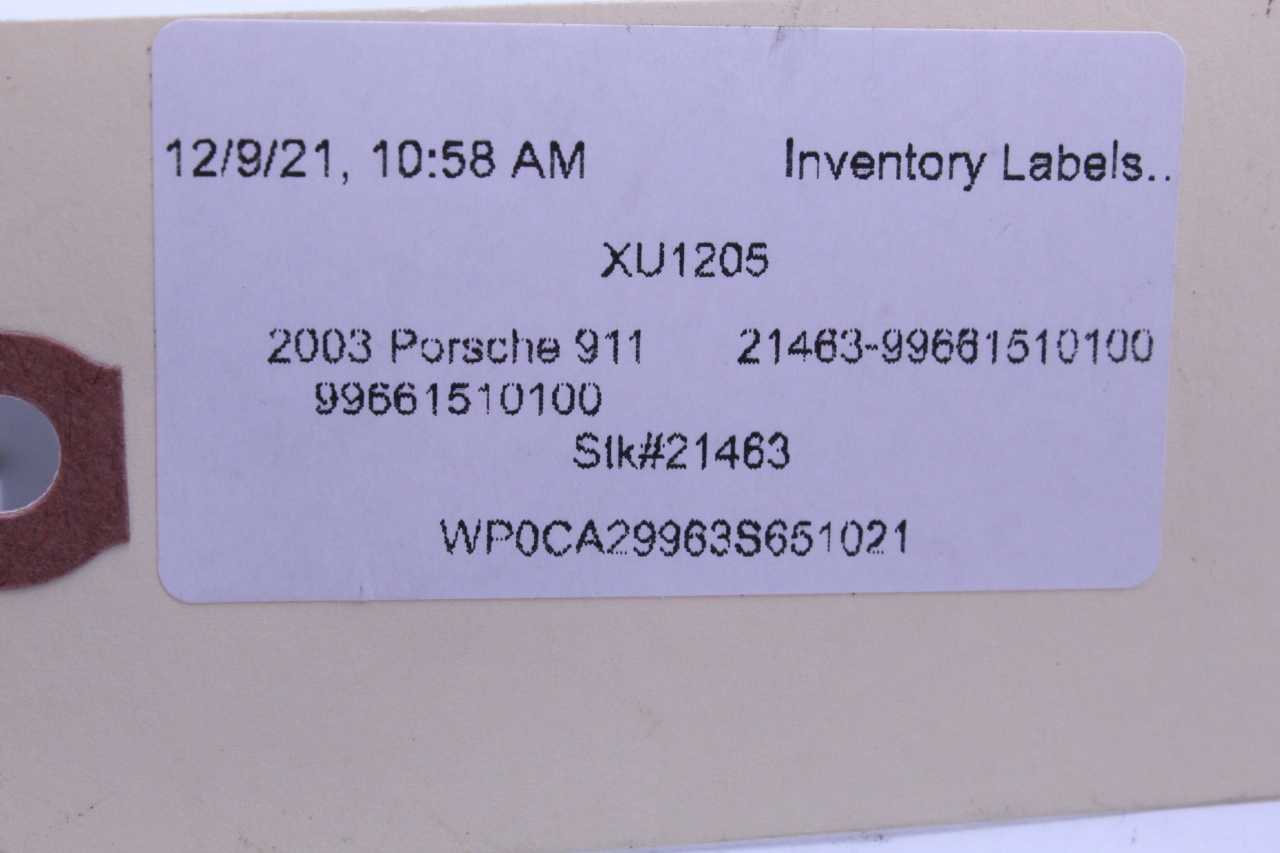 12/9/21, 10:58 AM Inventory Labels..
XU1205
2003 Porsche 911 21463-99661510100
99661510100
Stk#21463
WP0CA29963S651021